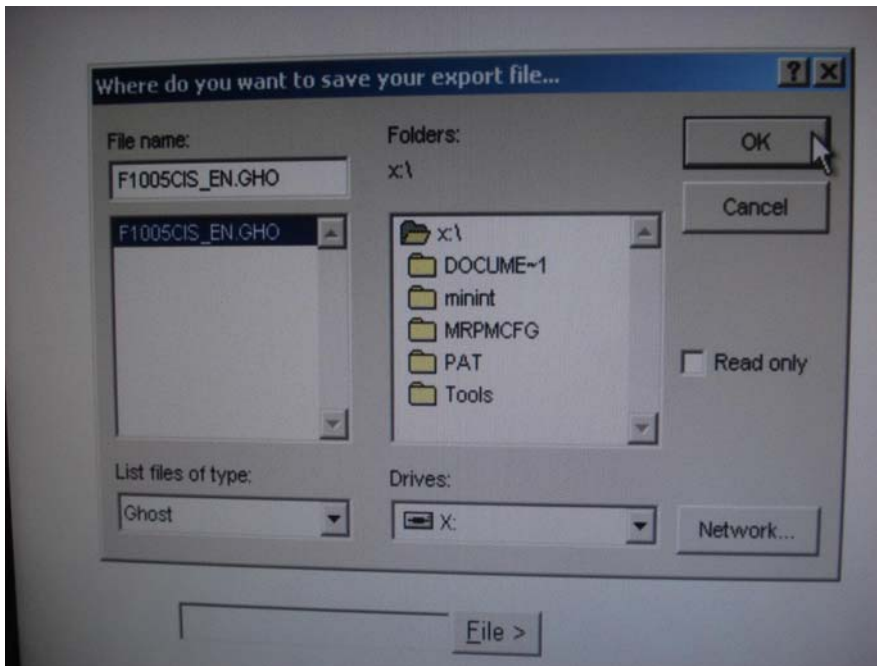 Where do you want to save your export file...
File name:
F1005CIS_EN.GHO
F1005CIS_EN.GHO
List files of type:
Ghost
Folders:
x:\
x:\
DOCUME~1
minint
MRPMCFG
PAT
Tools
Drives:
X:
OK
Cancel
Read only
Network...
File >